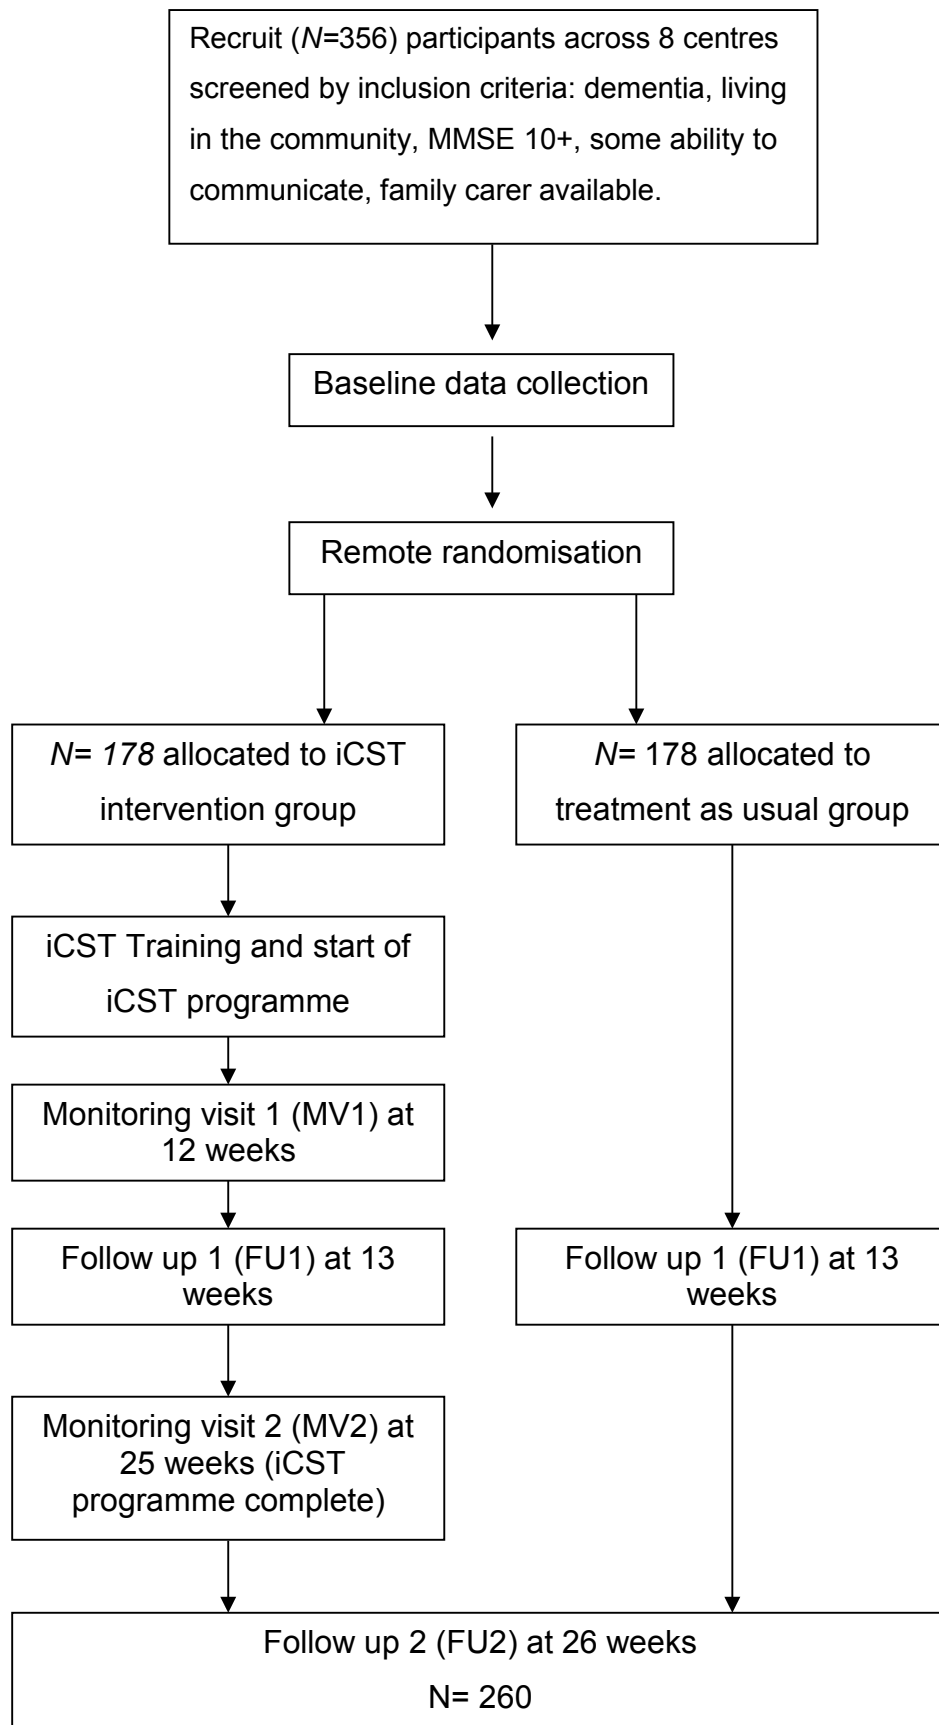 Recruit (N=356) participants across 8 centres
screened by inclusion criteria: dementia, living
in the community, MMSE 10+, some ability to
communicate, family carer available.
Baseline data collection
Remote randomisation
N= 178 allocated to iCST
intervention group
N= 178 allocated to
treatment as usual group
iCST Training and start of
iCST programme
Monitoring visit 1 (MV1) at
12 weeks
Follow up 1 (FU1) at 13
weeks
Follow up 1 (FU1) at 13
weeks
Monitoring visit 2 (MV2) at
25 weeks (iCST
programme complete)
Follow up 2 (FU2) at 26 weeks
N= 260